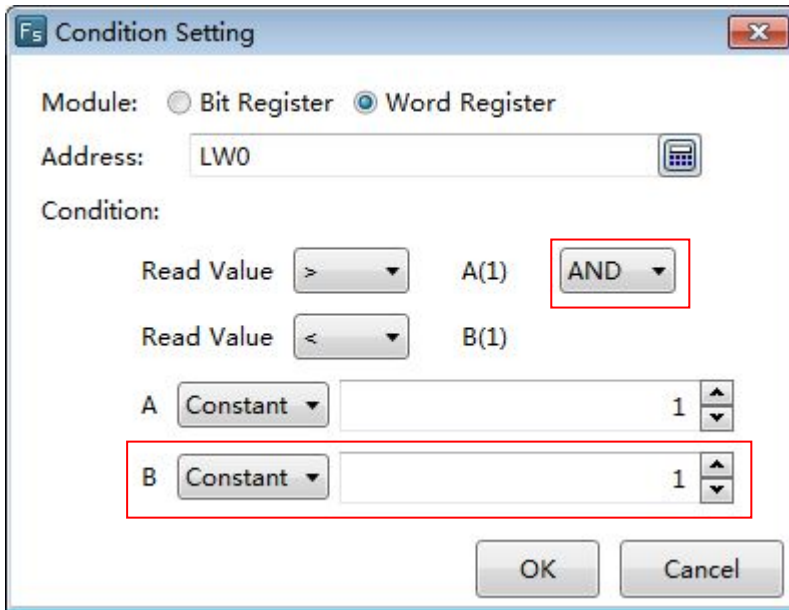 Fs Condition Setting
Module: Bit Register Word Register
Address: LW0
Condition:
Read Value > A(1) AND
Read Value < B(1)
A Constant 1
B Constant 1
OK Cancel